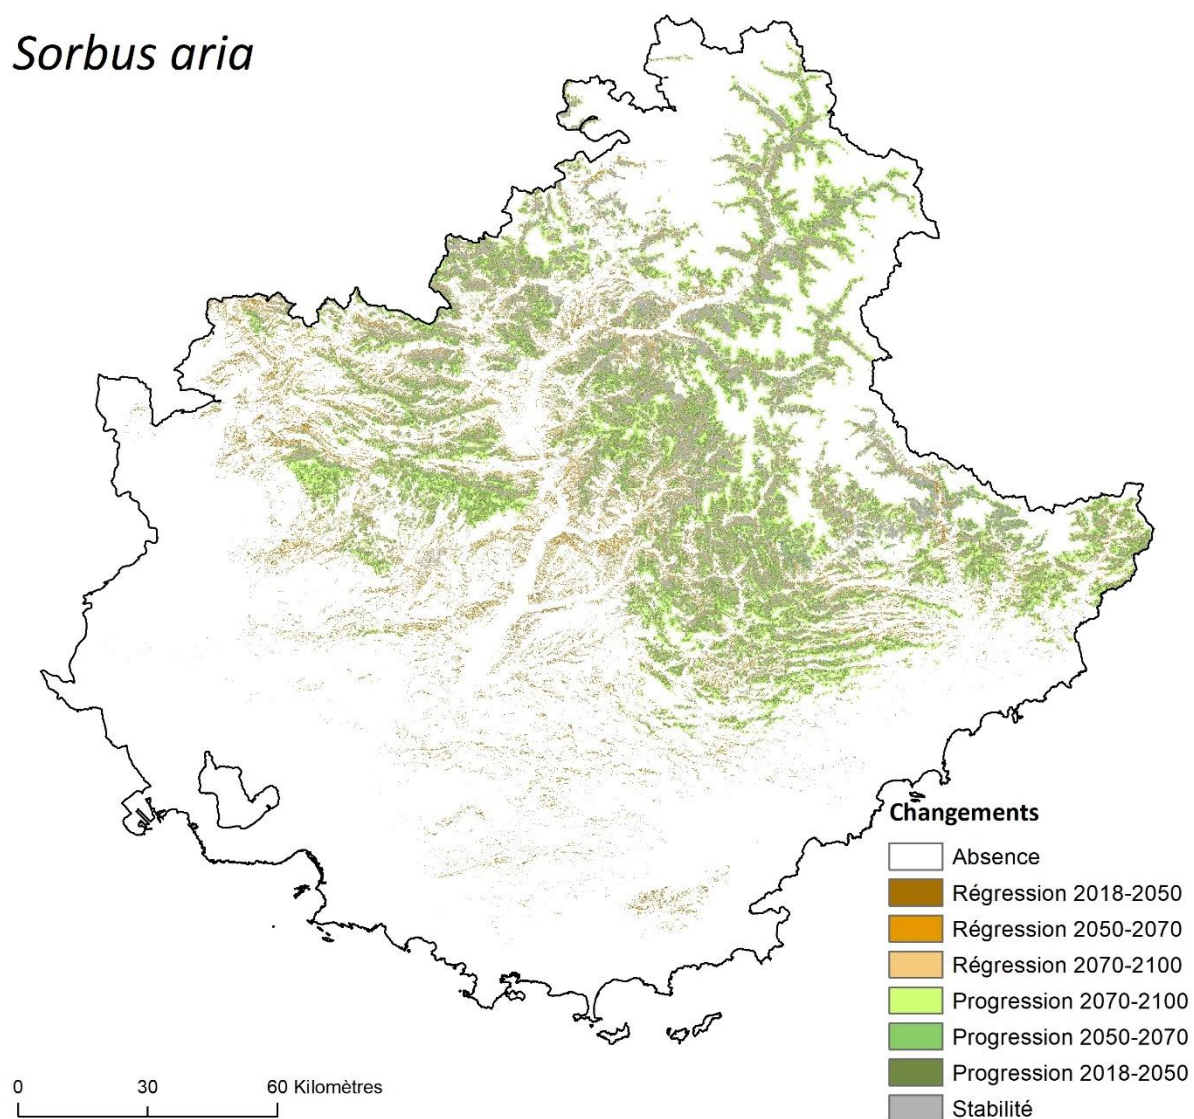 Sorbus aria
Changements
Absence
Régression 2018-2050
Régression 2050-2070
Régression 2070-2100
Progression 2070-2100
Progression 2050-2070
Progression 2018-2050
Stabilité
0 30 60 Kilomètres